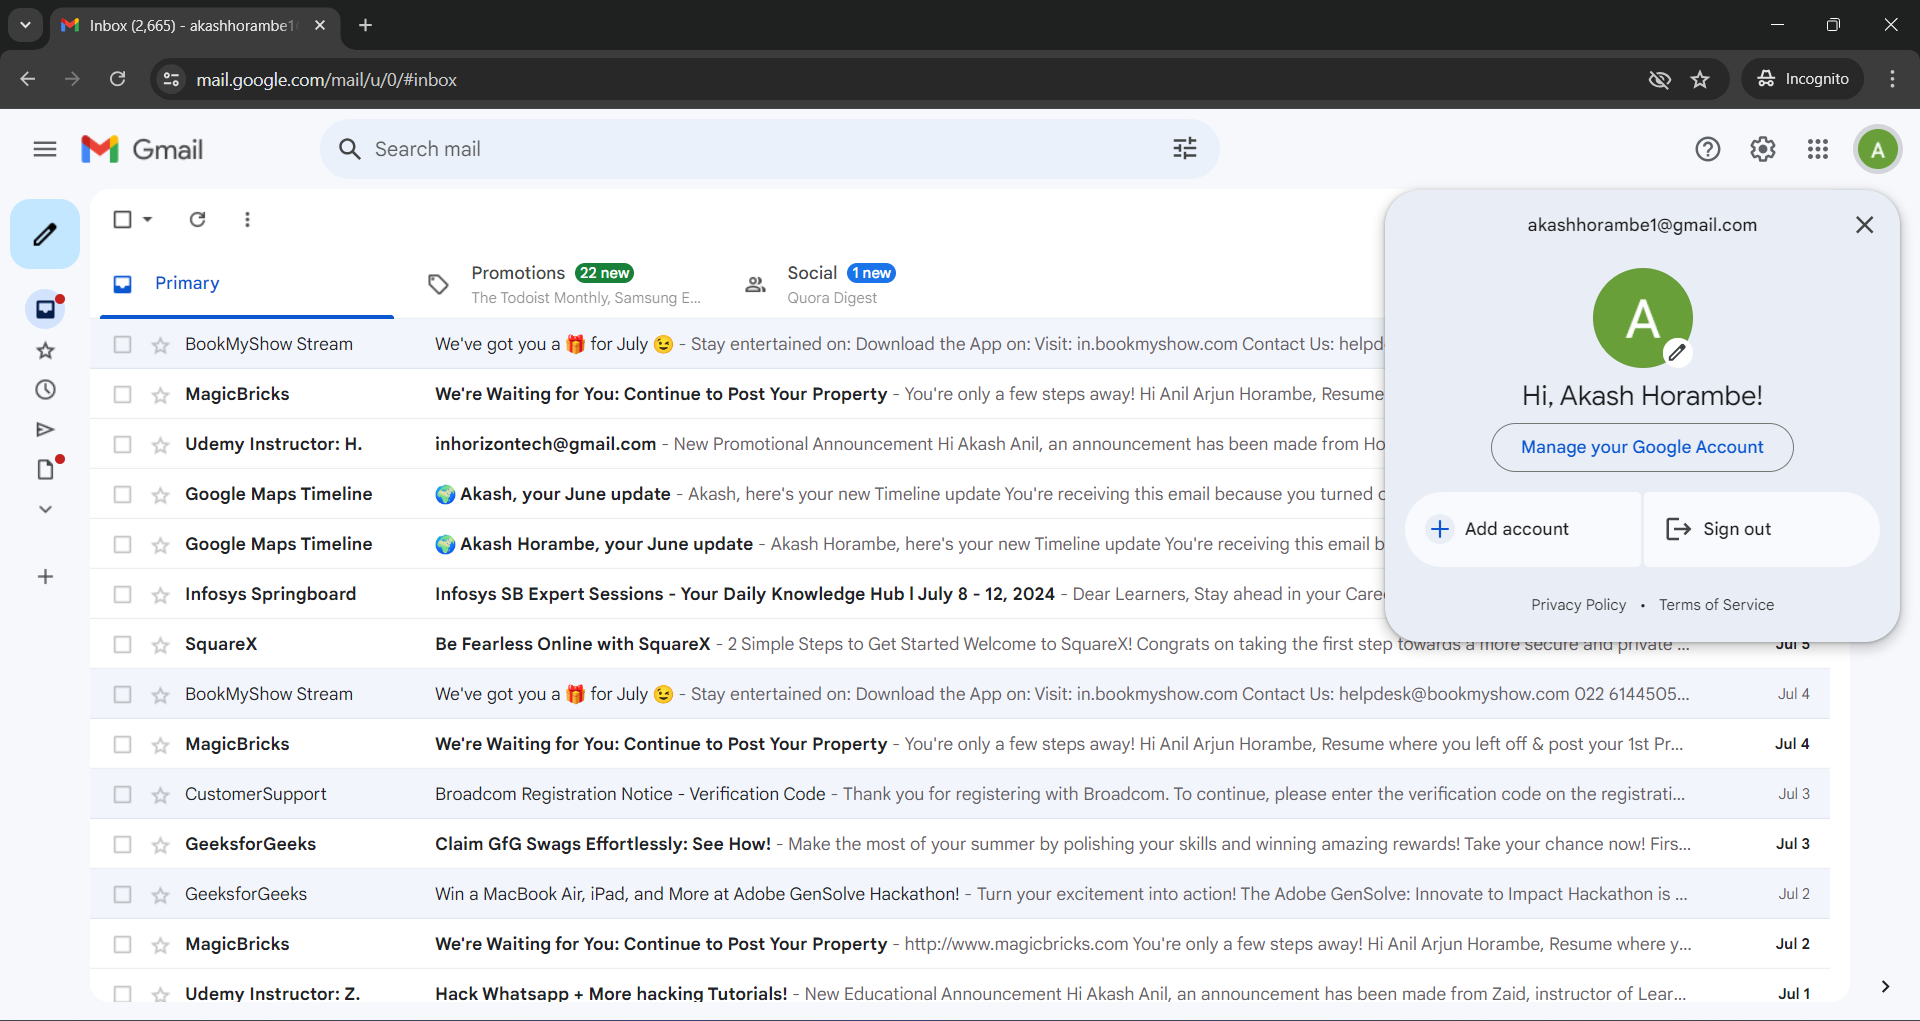 Inbox (2,665) - akashhorambe1
mail.google.com/mail/u/0/#inbox
Incognito
Gmail
Search mail
A
akashhorambe1@gmail.com
A
Hi, Akash Horambe!
Manage your Google Account
Add account
Sign out
Privacy Policy • Terms of Service
Primary
Promotions 22 new
The Todoist Monthly, Samsung E...
Social 1 new
Quora Digest
BookMyShow Stream We've got you a 🎁 for July 😉 - Stay entertained on: Download the App on: Visit: in.bookmyshow.com Contact Us: helpd
MagicBricks We're Waiting for You: Continue to Post Your Property - You're only a few steps away! Hi Anil Arjun Horambe, Resume
Udemy Instructor: H. inhorizontech@gmail.com - New Promotional Announcement Hi Akash Anil, an announcement has been made from Ho
Google Maps Timeline 🌍 Akash, your June update - Akash, here's your new Timeline update You're receiving this email because you turned
Google Maps Timeline 🌍 Akash Horambe, your June update - Akash Horambe, here's your new Timeline update You're receiving this email b
Infosys Springboard Infosys SB Expert Sessions - Your Daily Knowledge Hub l July 8 - 12, 2024 - Dear Learners, Stay ahead in your Care
SquareX Be Fearless Online with SquareX - 2 Simple Steps to Get Started Welcome to SquareX! Congrats on taking the first step towards a more secure and private ... Jul 5
BookMyShow Stream We've got you a 🎁 for July 😉 - Stay entertained on: Download the App on: Visit: in.bookmyshow.com Contact Us: helpdesk@bookmyshow.com 022 6144505... Jul 4
MagicBricks We're Waiting for You: Continue to Post Your Property - You're only a few steps away! Hi Anil Arjun Horambe, Resume where you left off & post your 1st Pr... Jul 4
CustomerSupport Broadcom Registration Notice - Verification Code - Thank you for registering with Broadcom. To continue, please enter the verification code on the registrati... Jul 3
GeeksforGeeks Claim GfG Swags Effortlessly: See How! - Make the most of your summer by polishing your skills and winning amazing rewards! Take your chance now! Firs... Jul 3
GeeksforGeeks Win a MacBook Air, iPad, and More at Adobe GenSolve Hackathon! - Turn your excitement into action! The Adobe GenSolve: Innovate to Impact Hackathon is ... Jul 2
MagicBricks We're Waiting for You: Continue to Post Your Property - http://www.magicbricks.com You're only a few steps away! Hi Anil Arjun Horambe, Resume where y... Jul 2
Udemy Instructor: Z. Hack Whatsapp + More hacking Tutorials! - New Educational Announcement Hi Akash Anil, an announcement has been made from Zaid, instructor of Lear... Jul 1